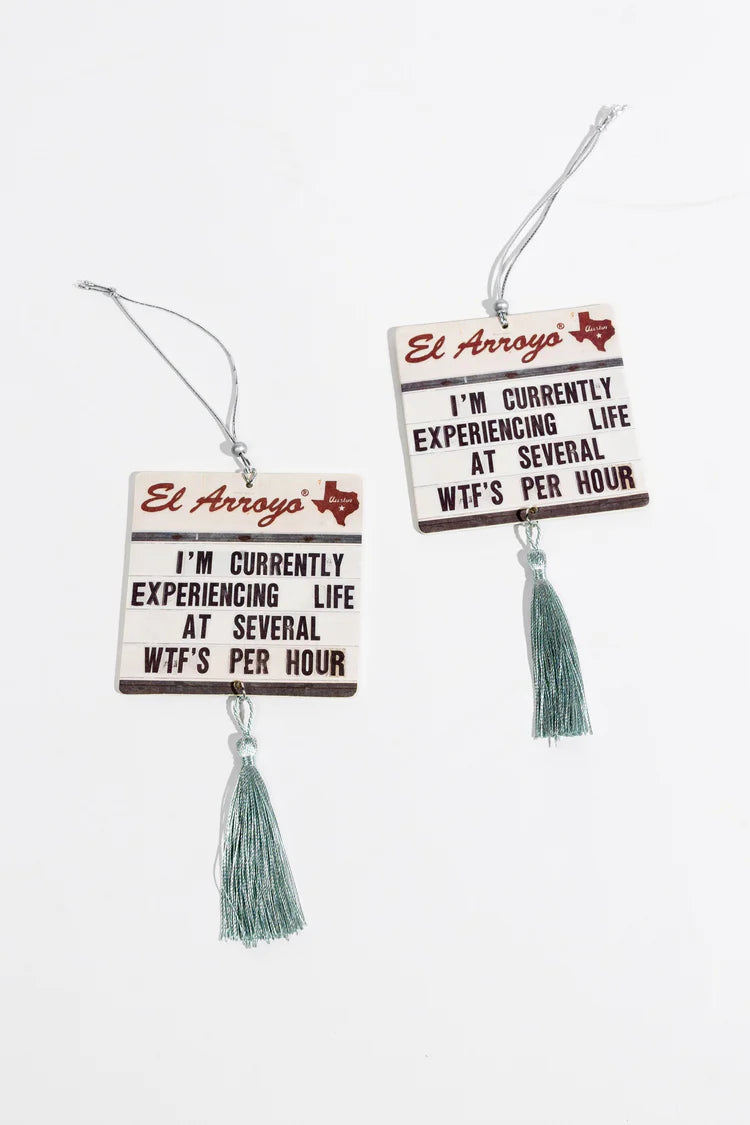 El Arroyo®
Austin
I'M CURRENTLY
EXPERIENCING LIFE
AT SEVERAL
WTF'S PER HOUR
El Arroyo®
Austin
I'M CURRENTLY
EXPERIENCING LIFE
AT SEVERAL
WTF'S PER HOUR